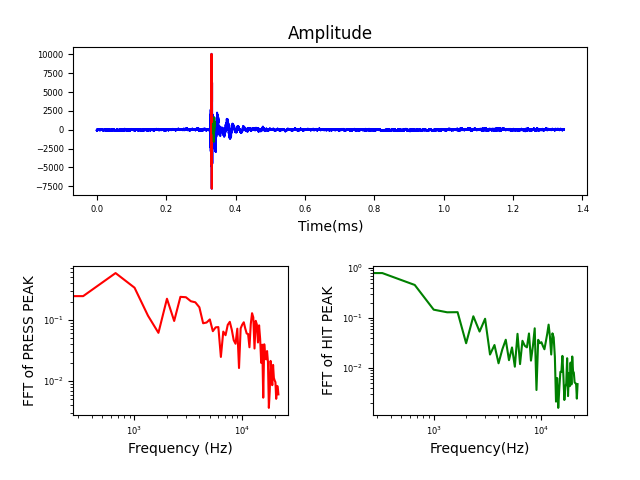 Amplitude
10000
7500
5000
2500
0
−2500
−5000
−7500
0.0 0.2 0.4 0.6 0.8 1.0 1.2 1.4
Time(ms)
FFT of PRESS PEAK
10⁻¹
10⁻²
10³ 10⁴
Frequency (Hz)
FFT of HIT PEAK
10⁰
10⁻¹
10⁻²
10³ 10⁴
Frequency(Hz)